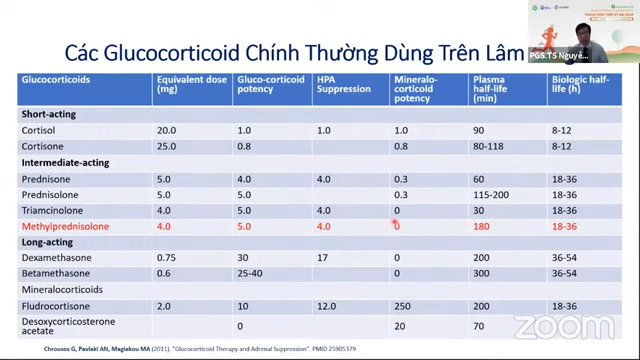 Các Glucocorticoid Chính Thường Dùng Trên Lâm
PGS.TS Nguyễ...
Glucocorticoids Equivalent dose (mg) Gluco-corticoid potency HPA Suppression Mineralo-corticoid potency Plasma half-life (min) Biologic half-life (h)
Short-acting
Cortisol 20.0 1.0 1.0 1.0 90 8-12
Cortisone 25.0 0.8 0.8 80-118 8-12
Intermediate-acting
Prednisone 5.0 4.0 4.0 0.3 60 18-36
Prednisolone 5.0 5.0 0.3 115-200 18-36
Triamcinolone 4.0 5.0 4.0 0 30 18-36
Methylprednisolone 4.0 5.0 4.0 0 180 18-36
Long-acting
Dexamethasone 0.75 30 17 0 200 36-54
Betamethasone 0.6 25-40 0 300 36-54
Mineralocorticoids
Fludrocortisone 2.0 10 12.0 250 200 18-36
Desoxycorticosterone acetate 0 20 70
zoom
Chrousos G, Pavlaki AN, Magiakou MA (2011). "Glucocorticoid Therapy and Adrenal Suppression". PMID 25905379